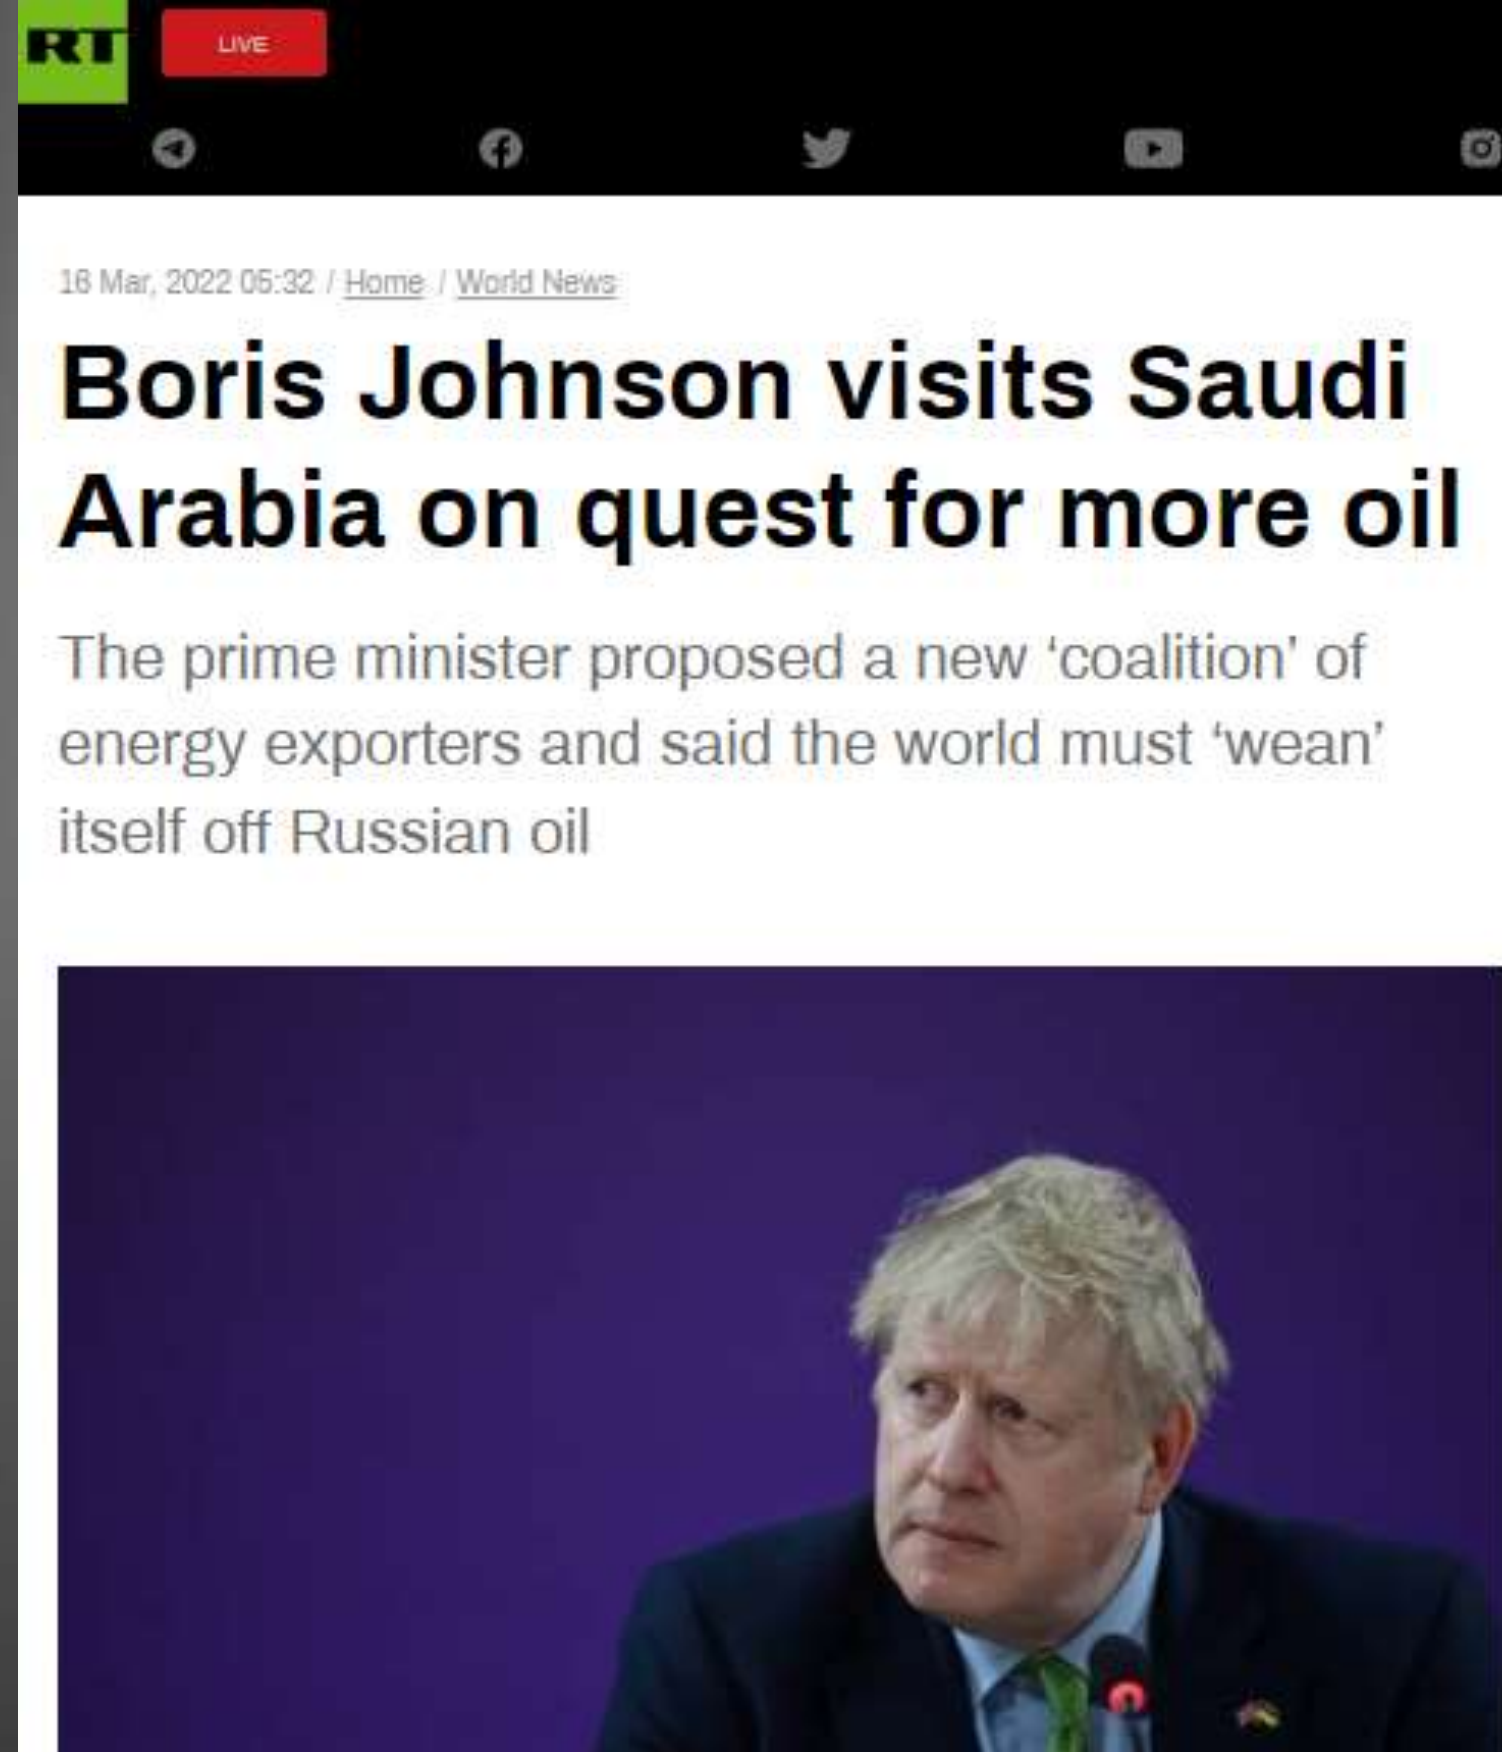 RT
LIVE
16 Mar, 2022 05:32 / Home / World News
Boris Johnson visits Saudi
Arabia on quest for more oil
The prime minister proposed a new ‘coalition’ of
energy exporters and said the world must ‘wean’
itself off Russian oil